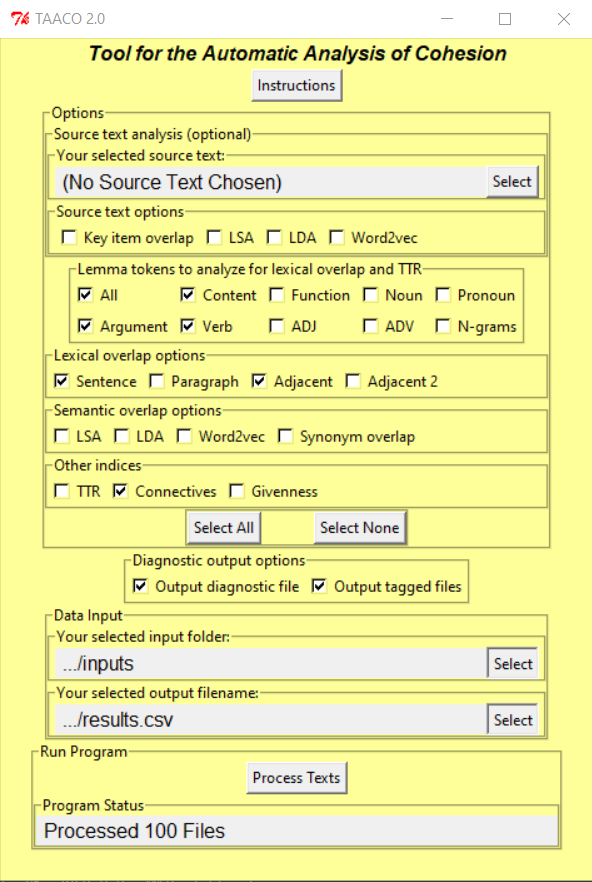 TAACO 2.0
Tool for the Automatic Analysis of Cohesion
Instructions
Options
Source text analysis (optional)
Your selected source text:
(No Source Text Chosen) Select
Source text options
Key item overlap LSA LDA Word2vec
Lemma tokens to analyze for lexical overlap and TTR
All Content Function Noun Pronoun
Argument Verb ADJ ADV N-grams
Lexical overlap options
Sentence Paragraph Adjacent Adjacent 2
Semantic overlap options
LSA LDA Word2vec Synonym overlap
Other indices
TTR Connectives Givenness
Select All Select None
Diagnostic output options
Output diagnostic file Output tagged files
Data Input
Your selected input folder:
.../inputs Select
Your selected output filename:
.../results.csv Select
Run Program
Process Texts
Program Status
Processed 100 Files